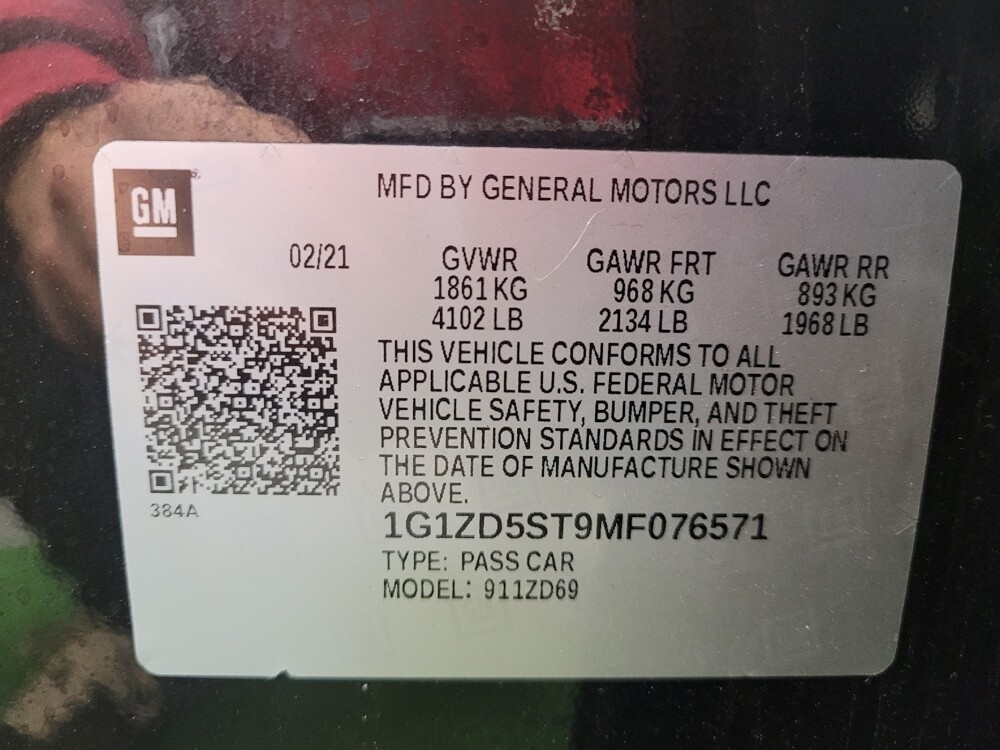 GM
MFD BY GENERAL MOTORS LLC
02/21 GVWR GAWR FRT GAWR RR
1861 KG 968 KG 893 KG
4102 LB 2134 LB 1968 LB
THIS VEHICLE CONFORMS TO ALL
APPLICABLE U.S. FEDERAL MOTOR
VEHICLE SAFETY, BUMPER, AND THEFT
PREVENTION STANDARDS IN EFFECT ON
THE DATE OF MANUFACTURE SHOWN
ABOVE.
384A
1G1ZD5ST9MF076571
TYPE: PASS CAR
MODEL: 911ZD69